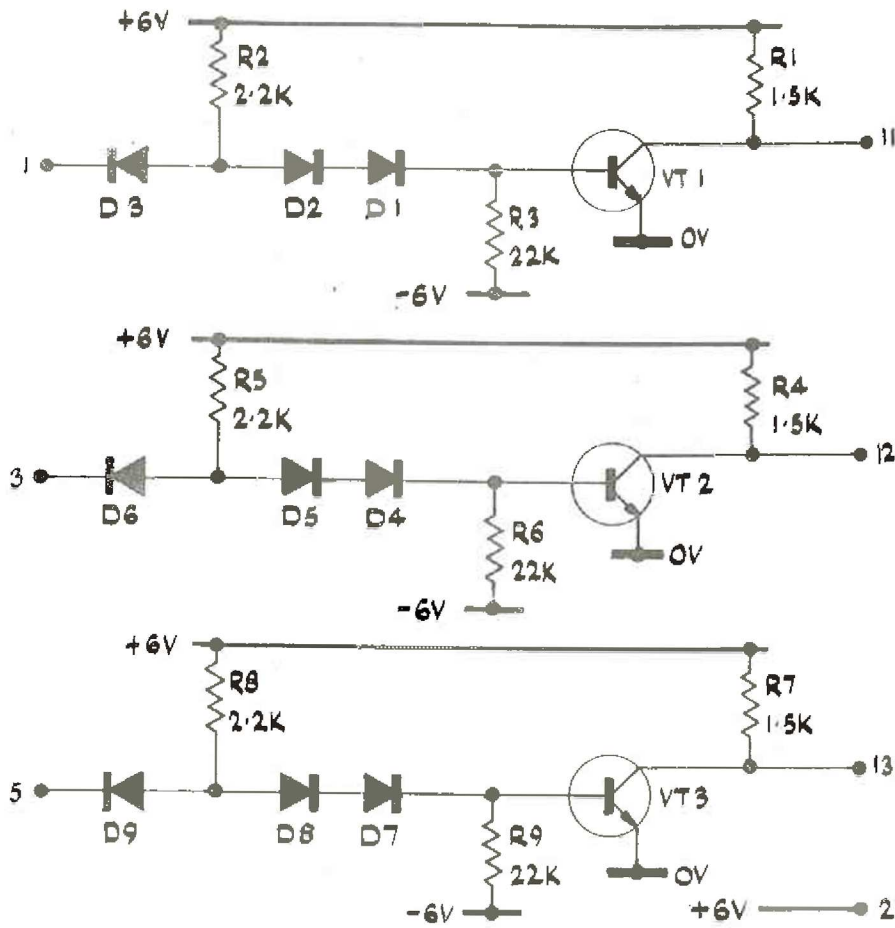 +6V
R2
2.2K
R1
1.5K
1
11
D3
D2
D1
VT1
R3
22K
0V
-6V
+6V
R5
2.2K
R4
1.5K
3
12
D6
D5
D4
VT2
R6
22K
0V
-6V
+6V
R8
2.2K
R7
1.5K
5
13
D9
D8
D7
VT3
R9
22K
0V
-6V
+6V
2